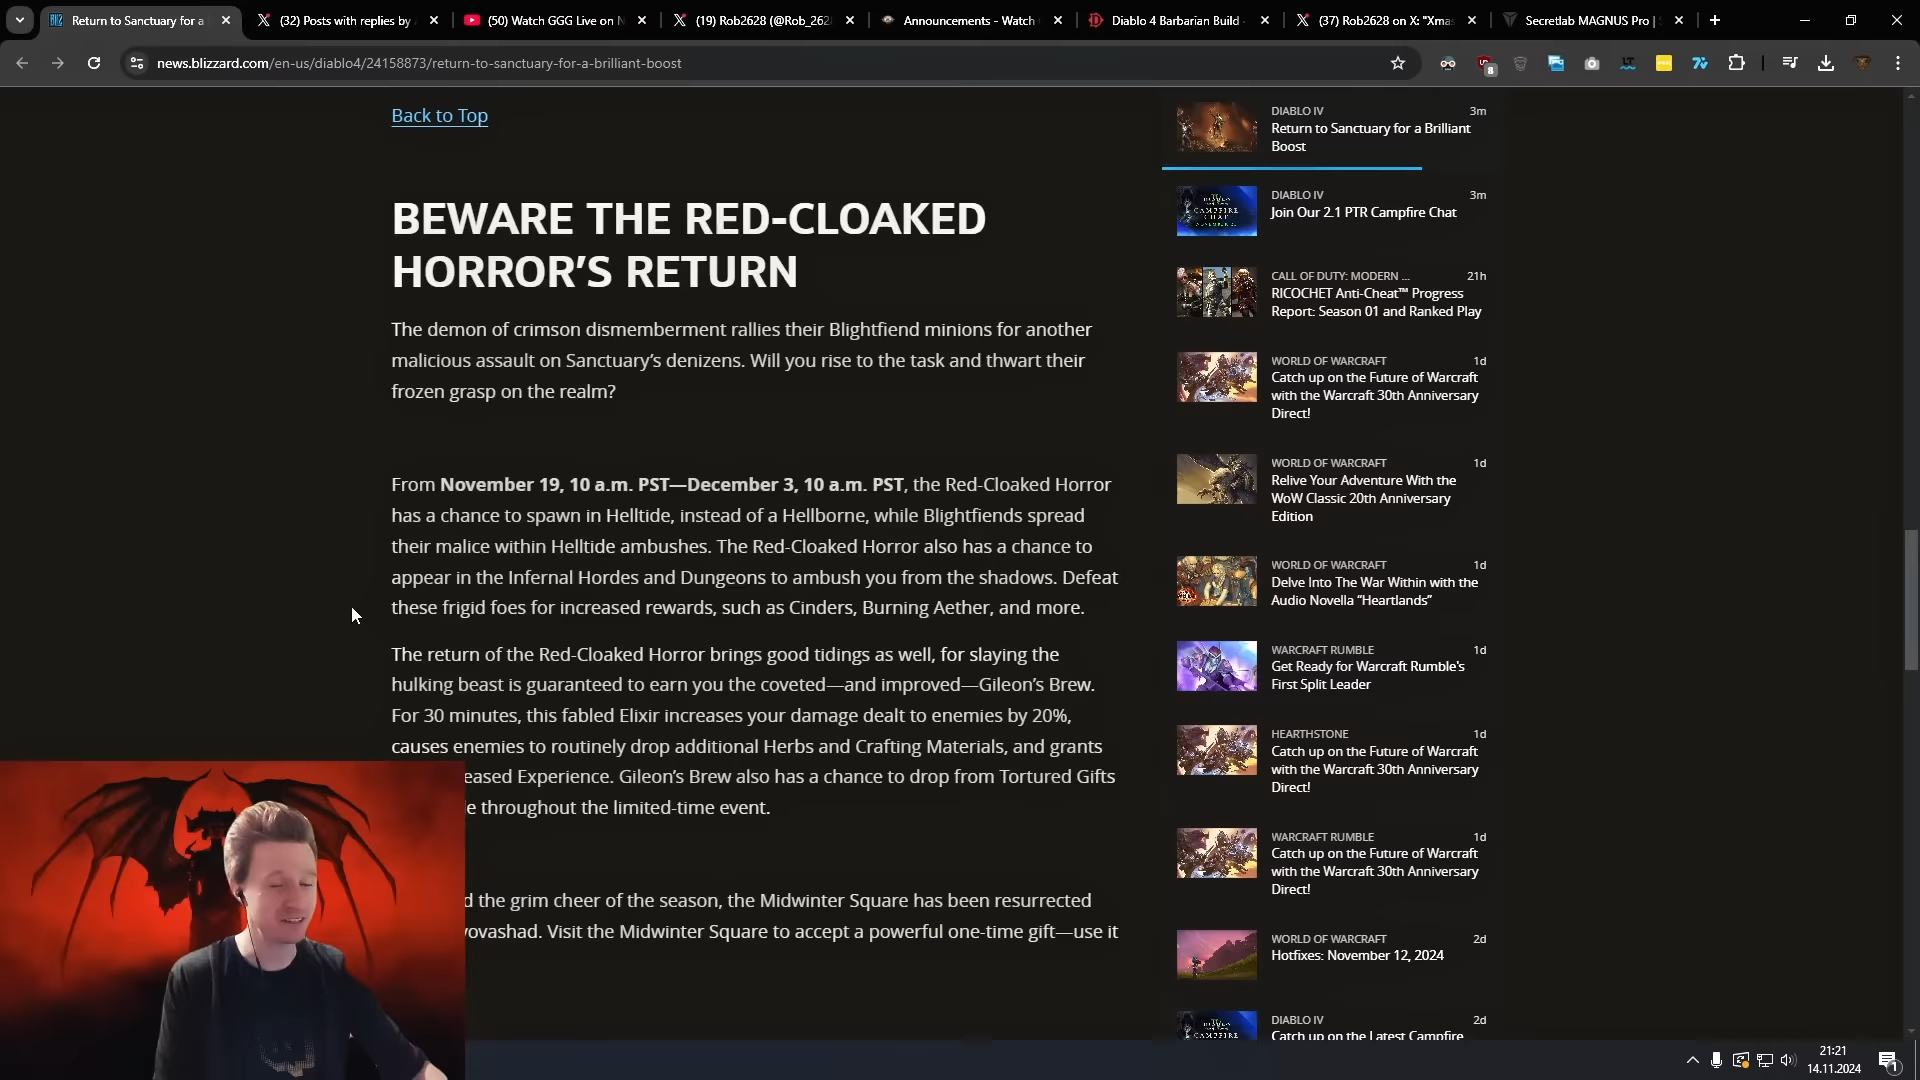 Return to Sanctuary for a
(32) Posts with replies by
(50) Watch GGG Live on
(19) Rob2628 (@Rob_262
Announcements - Watch
Diablo 4 Barbarian Build
(37) Rob2628 on X: "Xma
Secretlab MAGNUS Pro |
news.blizzard.com/en-us/diablo4/24158873/return-to-sanctuary-for-a-brilliant-boost
8
Back to Top
BEWARE THE RED-CLOAKED
HORROR'S RETURN
The demon of crimson dismemberment rallies their Blightfiend minions for another
malicious assault on Sanctuary's denizens. Will you rise to the task and thwart their
frozen grasp on the realm?
From November 19, 10 a.m. PST—December 3, 10 a.m. PST, the Red-Cloaked Horror
has a chance to spawn in Helltide, instead of a Hellborne, while Blightfiends spread
their malice within Helltide ambushes. The Red-Cloaked Horror also has a chance to
appear in the Infernal Hordes and Dungeons to ambush you from the shadows. Defeat
these frigid foes for increased rewards, such as Cinders, Burning Aether, and more.
The return of the Red-Cloaked Horror brings good tidings as well, for slaying the
hulking beast is guaranteed to earn you the coveted—and improved—Gileon's Brew.
For 30 minutes, this fabled Elixir increases your damage dealt to enemies by 20%,
causes enemies to routinely drop additional Herbs and Crafting Materials, and grants
eased Experience. Gileon's Brew also has a chance to drop from Tortured Gifts
e throughout the limited-time event.
d the grim cheer of the season, the Midwinter Square has been resurrected
yovashad. Visit the Midwinter Square to accept a powerful one-time gift—use it
DIABLO IV 3m
Return to Sanctuary for a Brilliant
Boost
DIABLO IV 3m
Join Our 2.1 PTR Campfire Chat
CALL OF DUTY: MODERN ... 21h
RICOCHET Anti-Cheat™ Progress
Report: Season 01 and Ranked Play
WORLD OF WARCRAFT 1d
Catch up on the Future of Warcraft
with the Warcraft 30th Anniversary
Direct!
WORLD OF WARCRAFT 1d
Relive Your Adventure With the
WoW Classic 20th Anniversary
Edition
WORLD OF WARCRAFT 1d
Delve Into The War Within with the
Audio Novella "Heartlands"
WARCRAFT RUMBLE 1d
Get Ready for Warcraft Rumble's
First Split Leader
HEARTHSTONE 1d
Catch up on the Future of Warcraft
with the Warcraft 30th Anniversary
Direct!
WARCRAFT RUMBLE 1d
Catch up on the Future of Warcraft
with the Warcraft 30th Anniversary
Direct!
WORLD OF WARCRAFT 2d
Hotfixes: November 12, 2024
DIABLO IV 2d
Catch up on the Latest Campfire
CAMPFIRE
CHAT
CAMPFIRE
21:21
14.11.2024
1